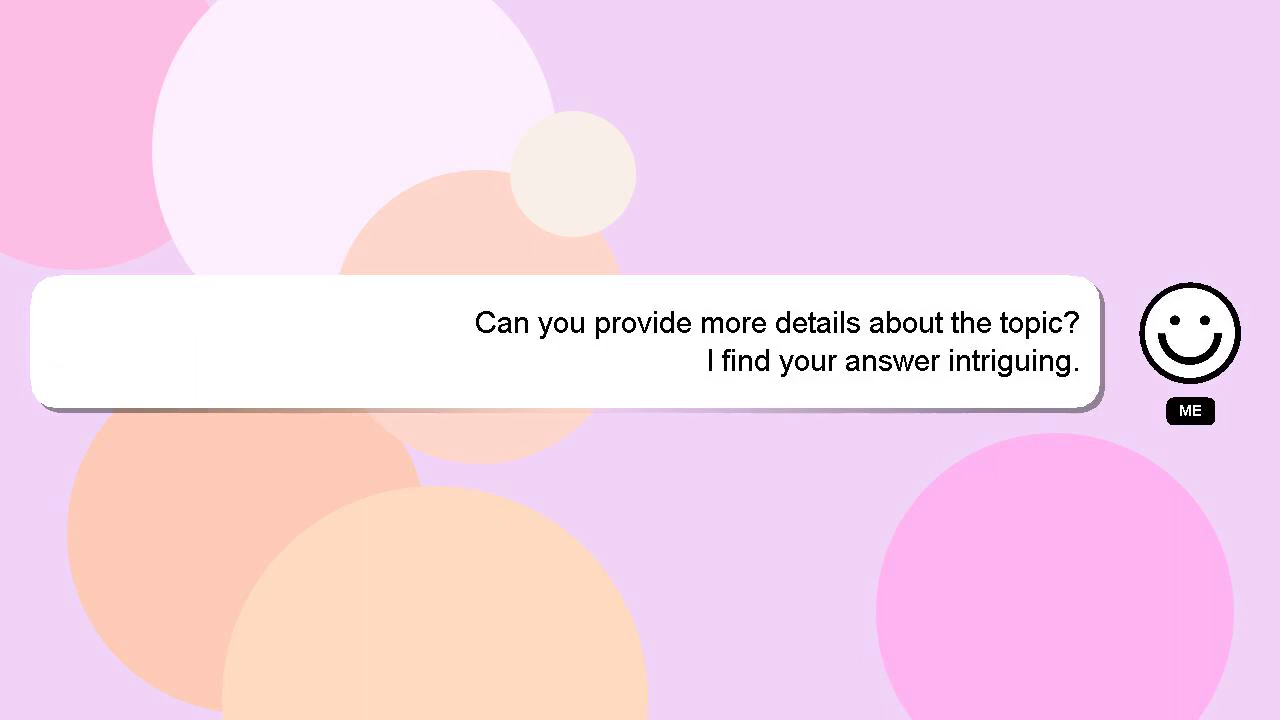 Can you provide more details about the topic?
I find your answer intriguing.
ME